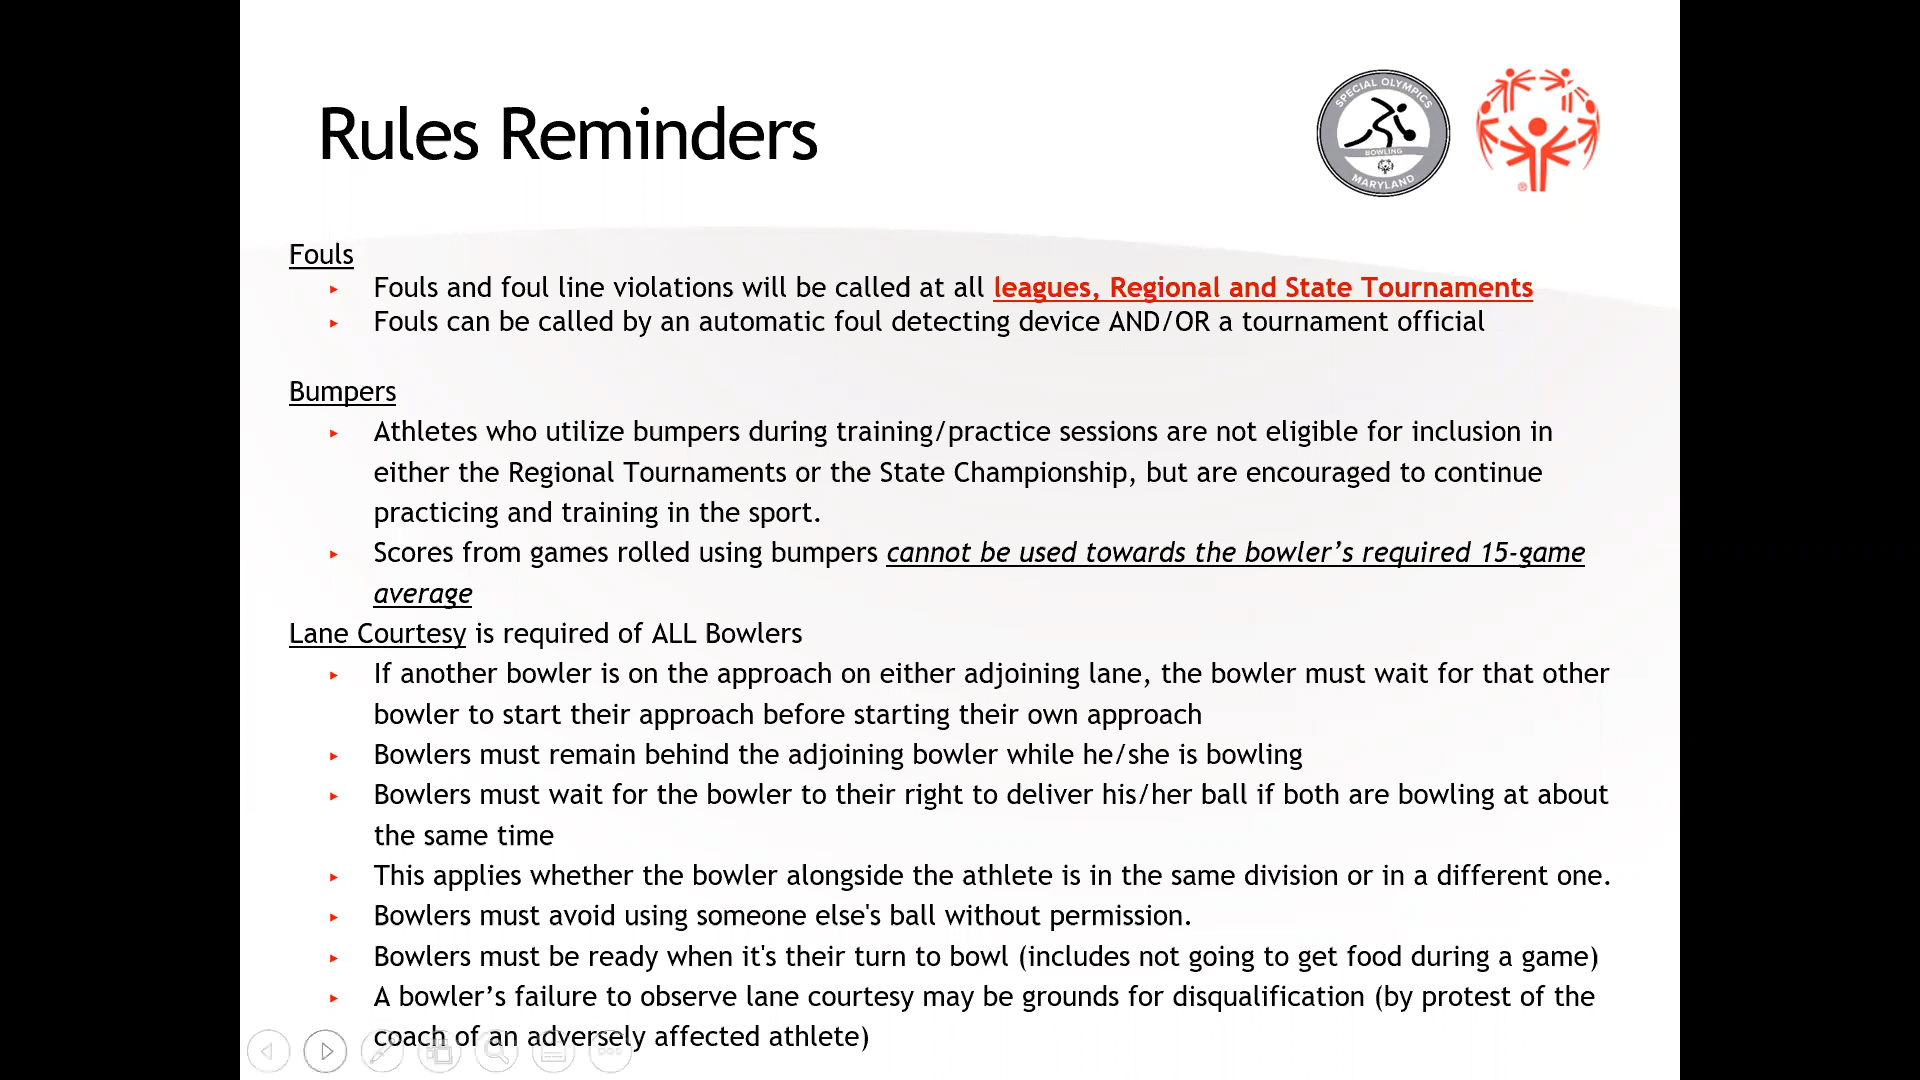 Rules Reminders
SPECIAL OLYMPICS
BOWLING
MARYLAND
®
Fouls
▸ Fouls and foul line violations will be called at all leagues, Regional and State Tournaments
▸ Fouls can be called by an automatic foul detecting device AND/OR a tournament official
Bumpers
▸ Athletes who utilize bumpers during training/practice sessions are not eligible for inclusion in
either the Regional Tournaments or the State Championship, but are encouraged to continue
practicing and training in the sport.
▸ Scores from games rolled using bumpers cannot be used towards the bowler’s required 15-game
average
Lane Courtesy is required of ALL Bowlers
▸ If another bowler is on the approach on either adjoining lane, the bowler must wait for that other
bowler to start their approach before starting their own approach
▸ Bowlers must remain behind the adjoining bowler while he/she is bowling
▸ Bowlers must wait for the bowler to their right to deliver his/her ball if both are bowling at about
the same time
▸ This applies whether the bowler alongside the athlete is in the same division or in a different one.
▸ Bowlers must avoid using someone else's ball without permission.
▸ Bowlers must be ready when it's their turn to bowl (includes not going to get food during a game)
▸ A bowler’s failure to observe lane courtesy may be grounds for disqualification (by protest of the
coach of an adversely affected athlete)